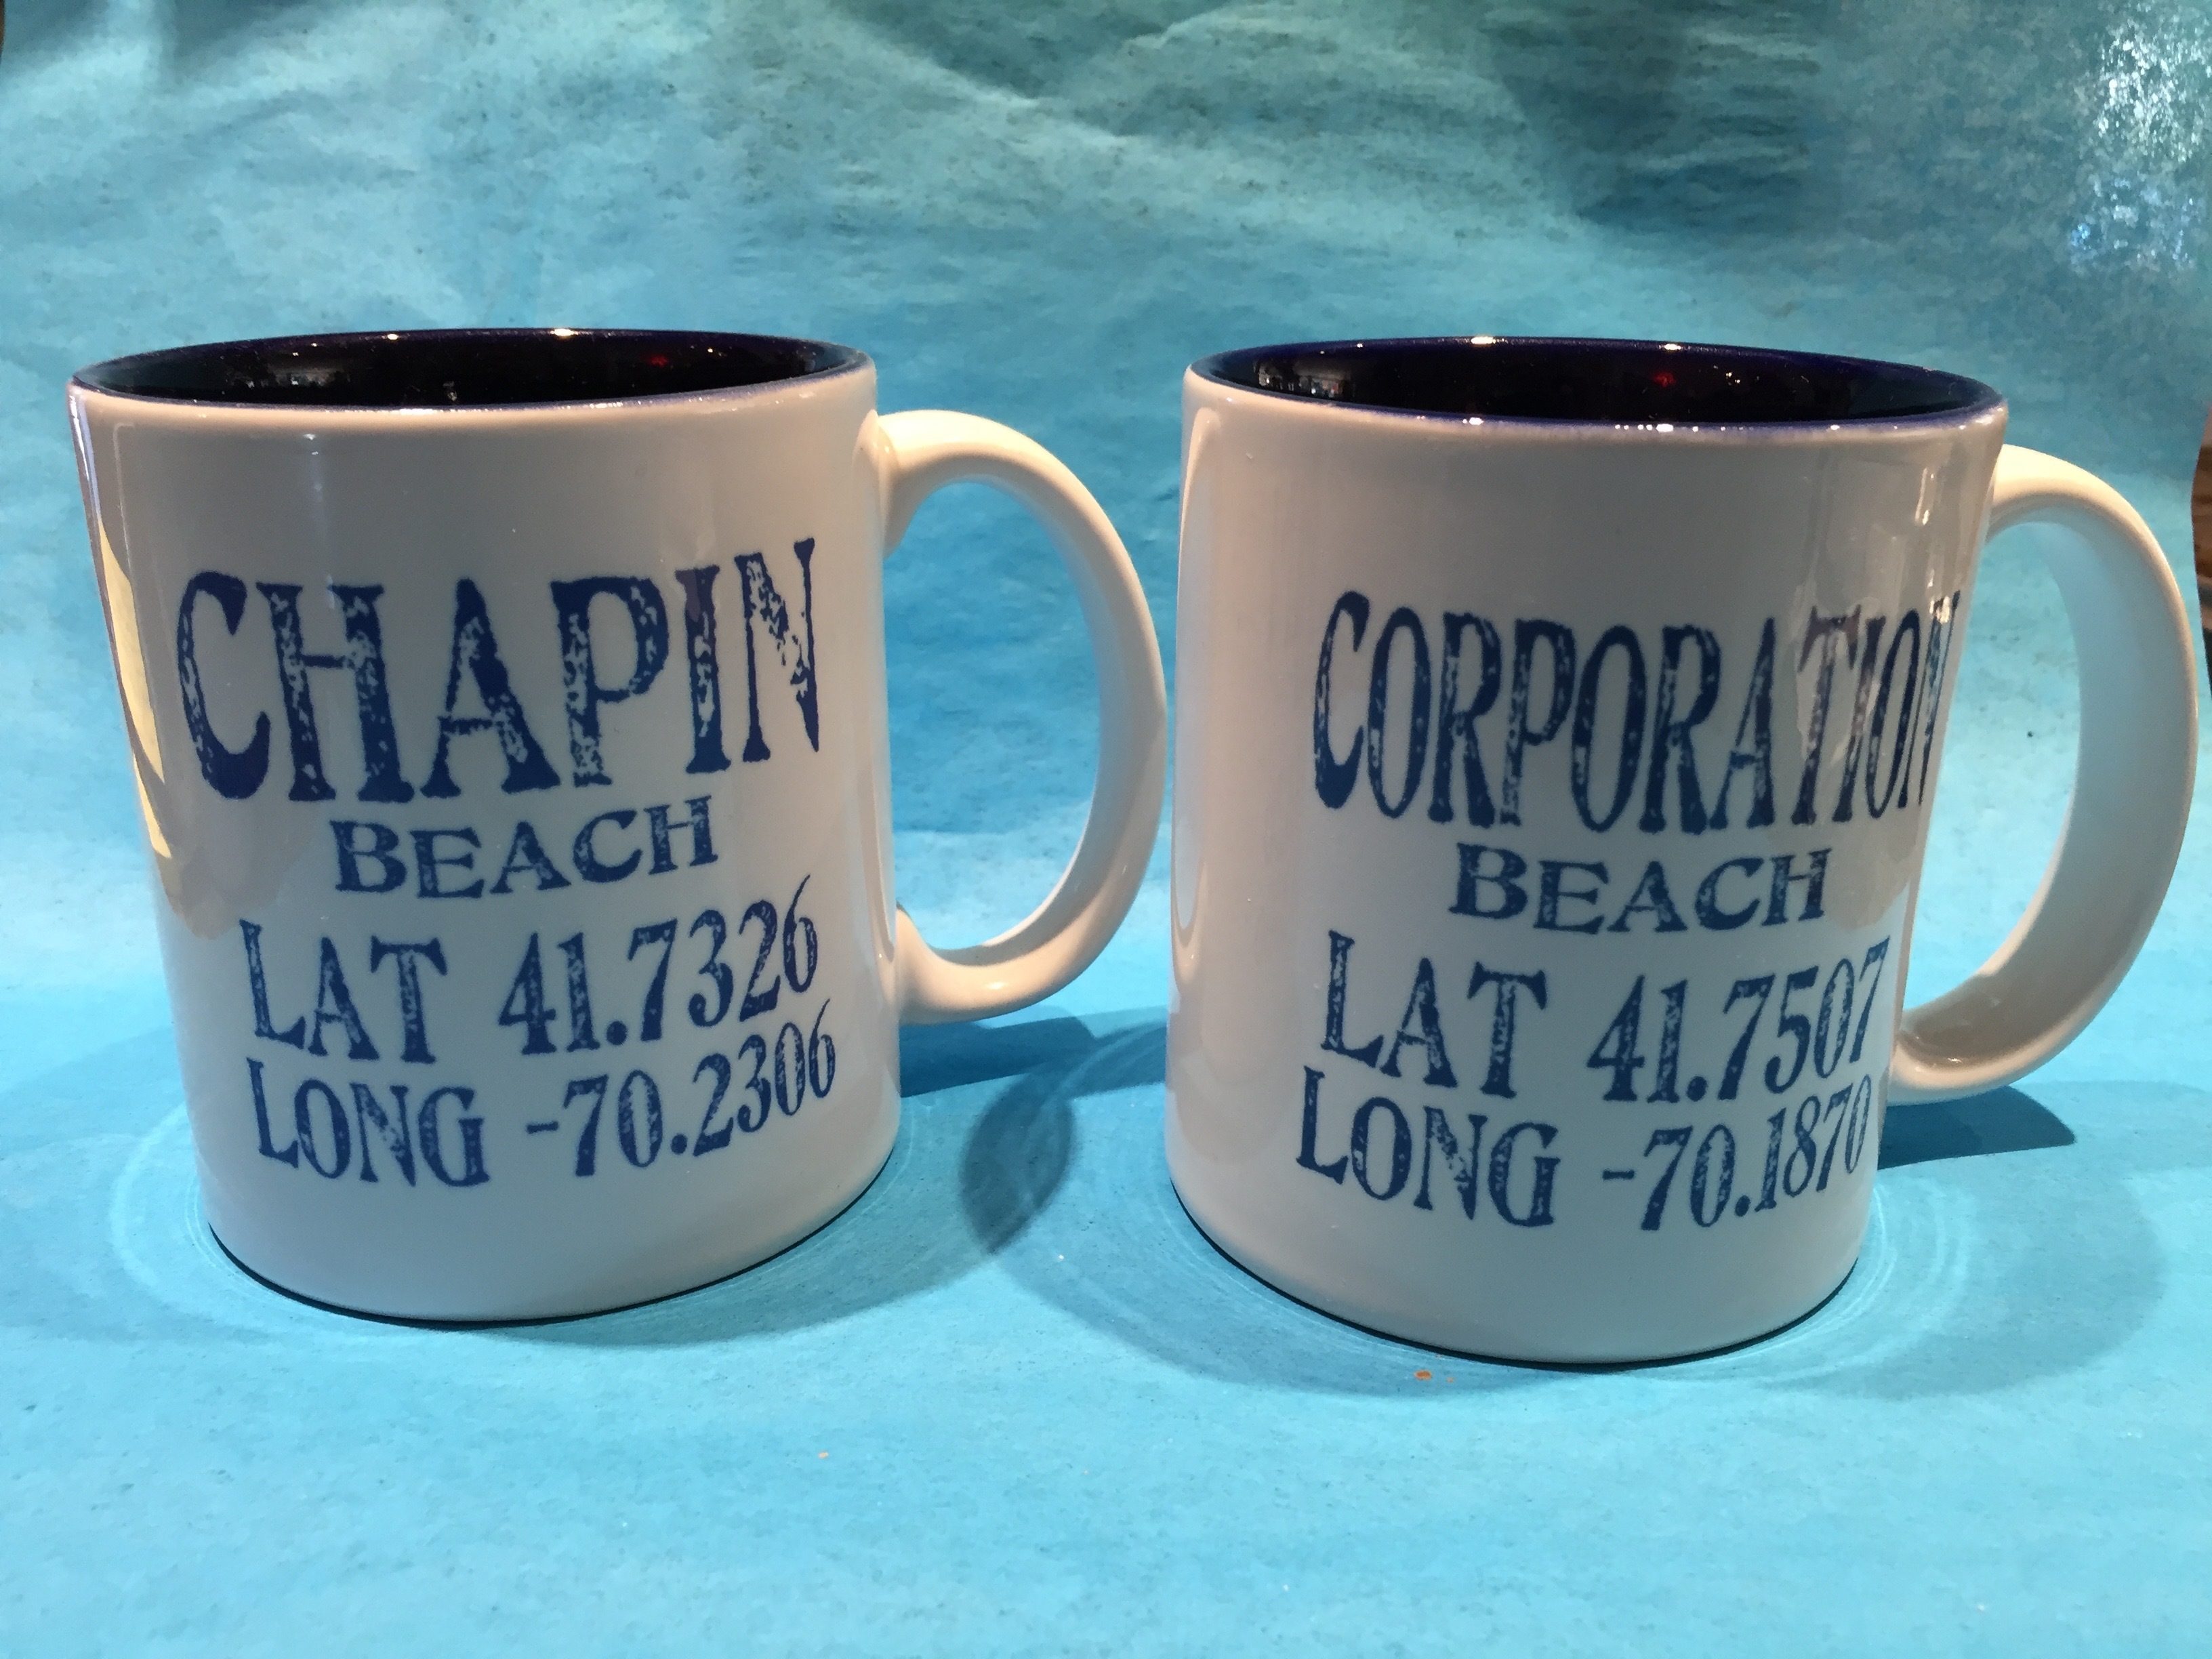 CHAPIN
BEACH
LAT 41.7326
LONG -70.2306
CORPORATION
BEACH
LAT 41.7507
LONG -70.1870